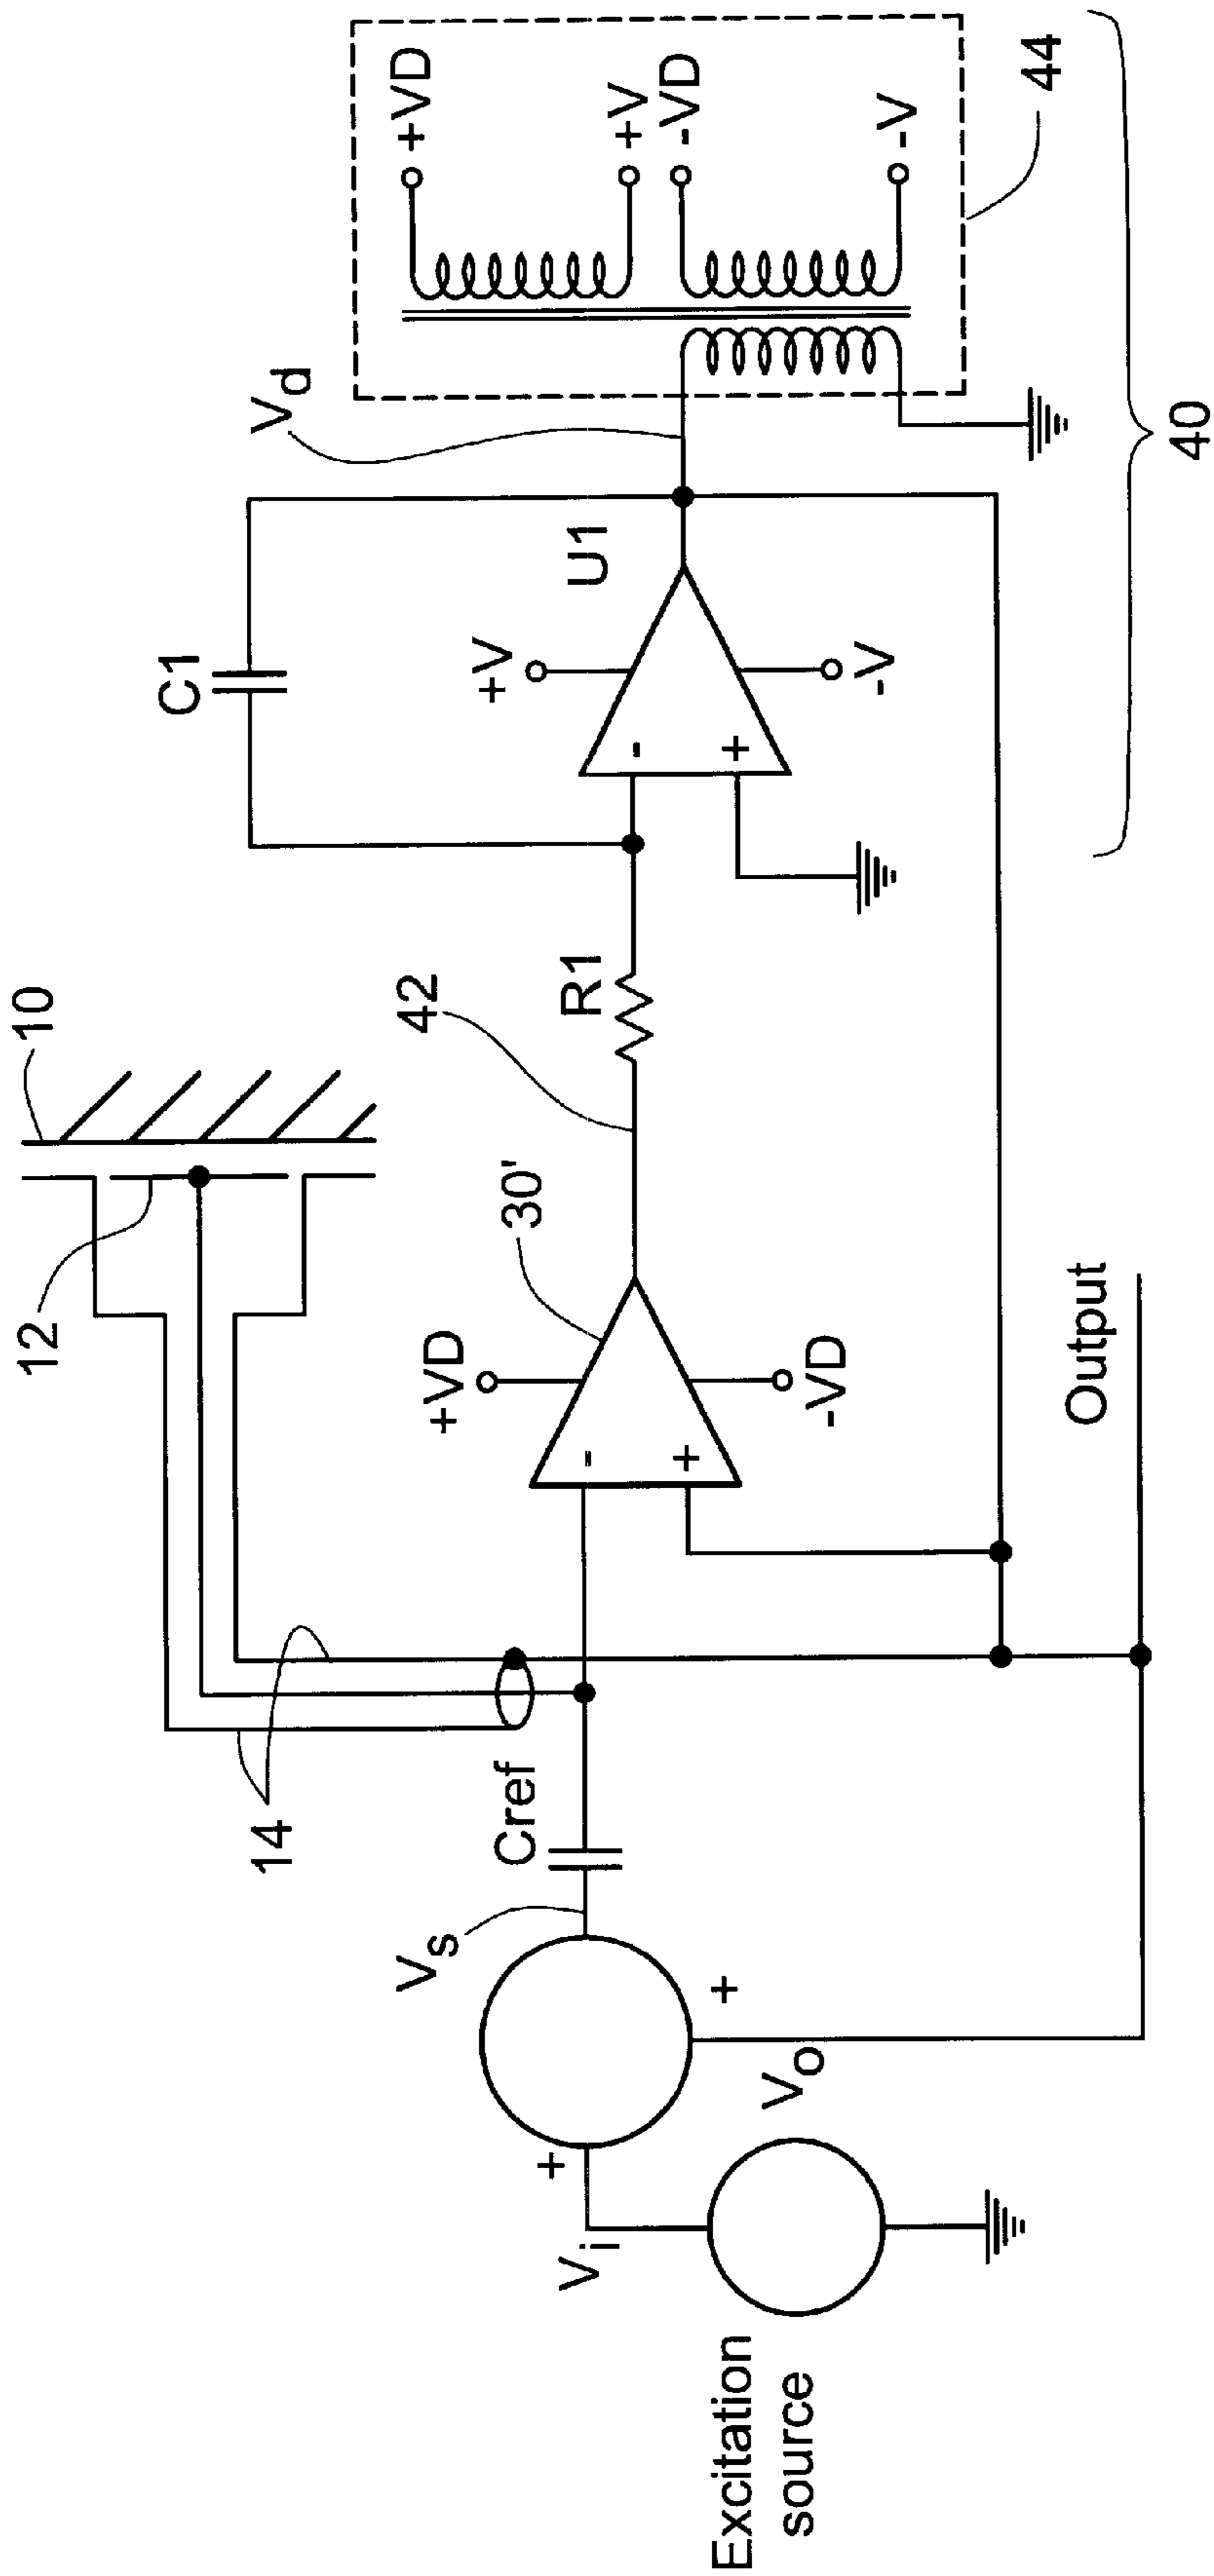 10
12
14
C1
42
R1
30'
+VD
-VD
- 
+
+V
-V
U1
-
+
Vd
+VD
+V
-VD
-V
44
40
Cref
Vs
+
+
Vi
Vo
Excitation
source
Output